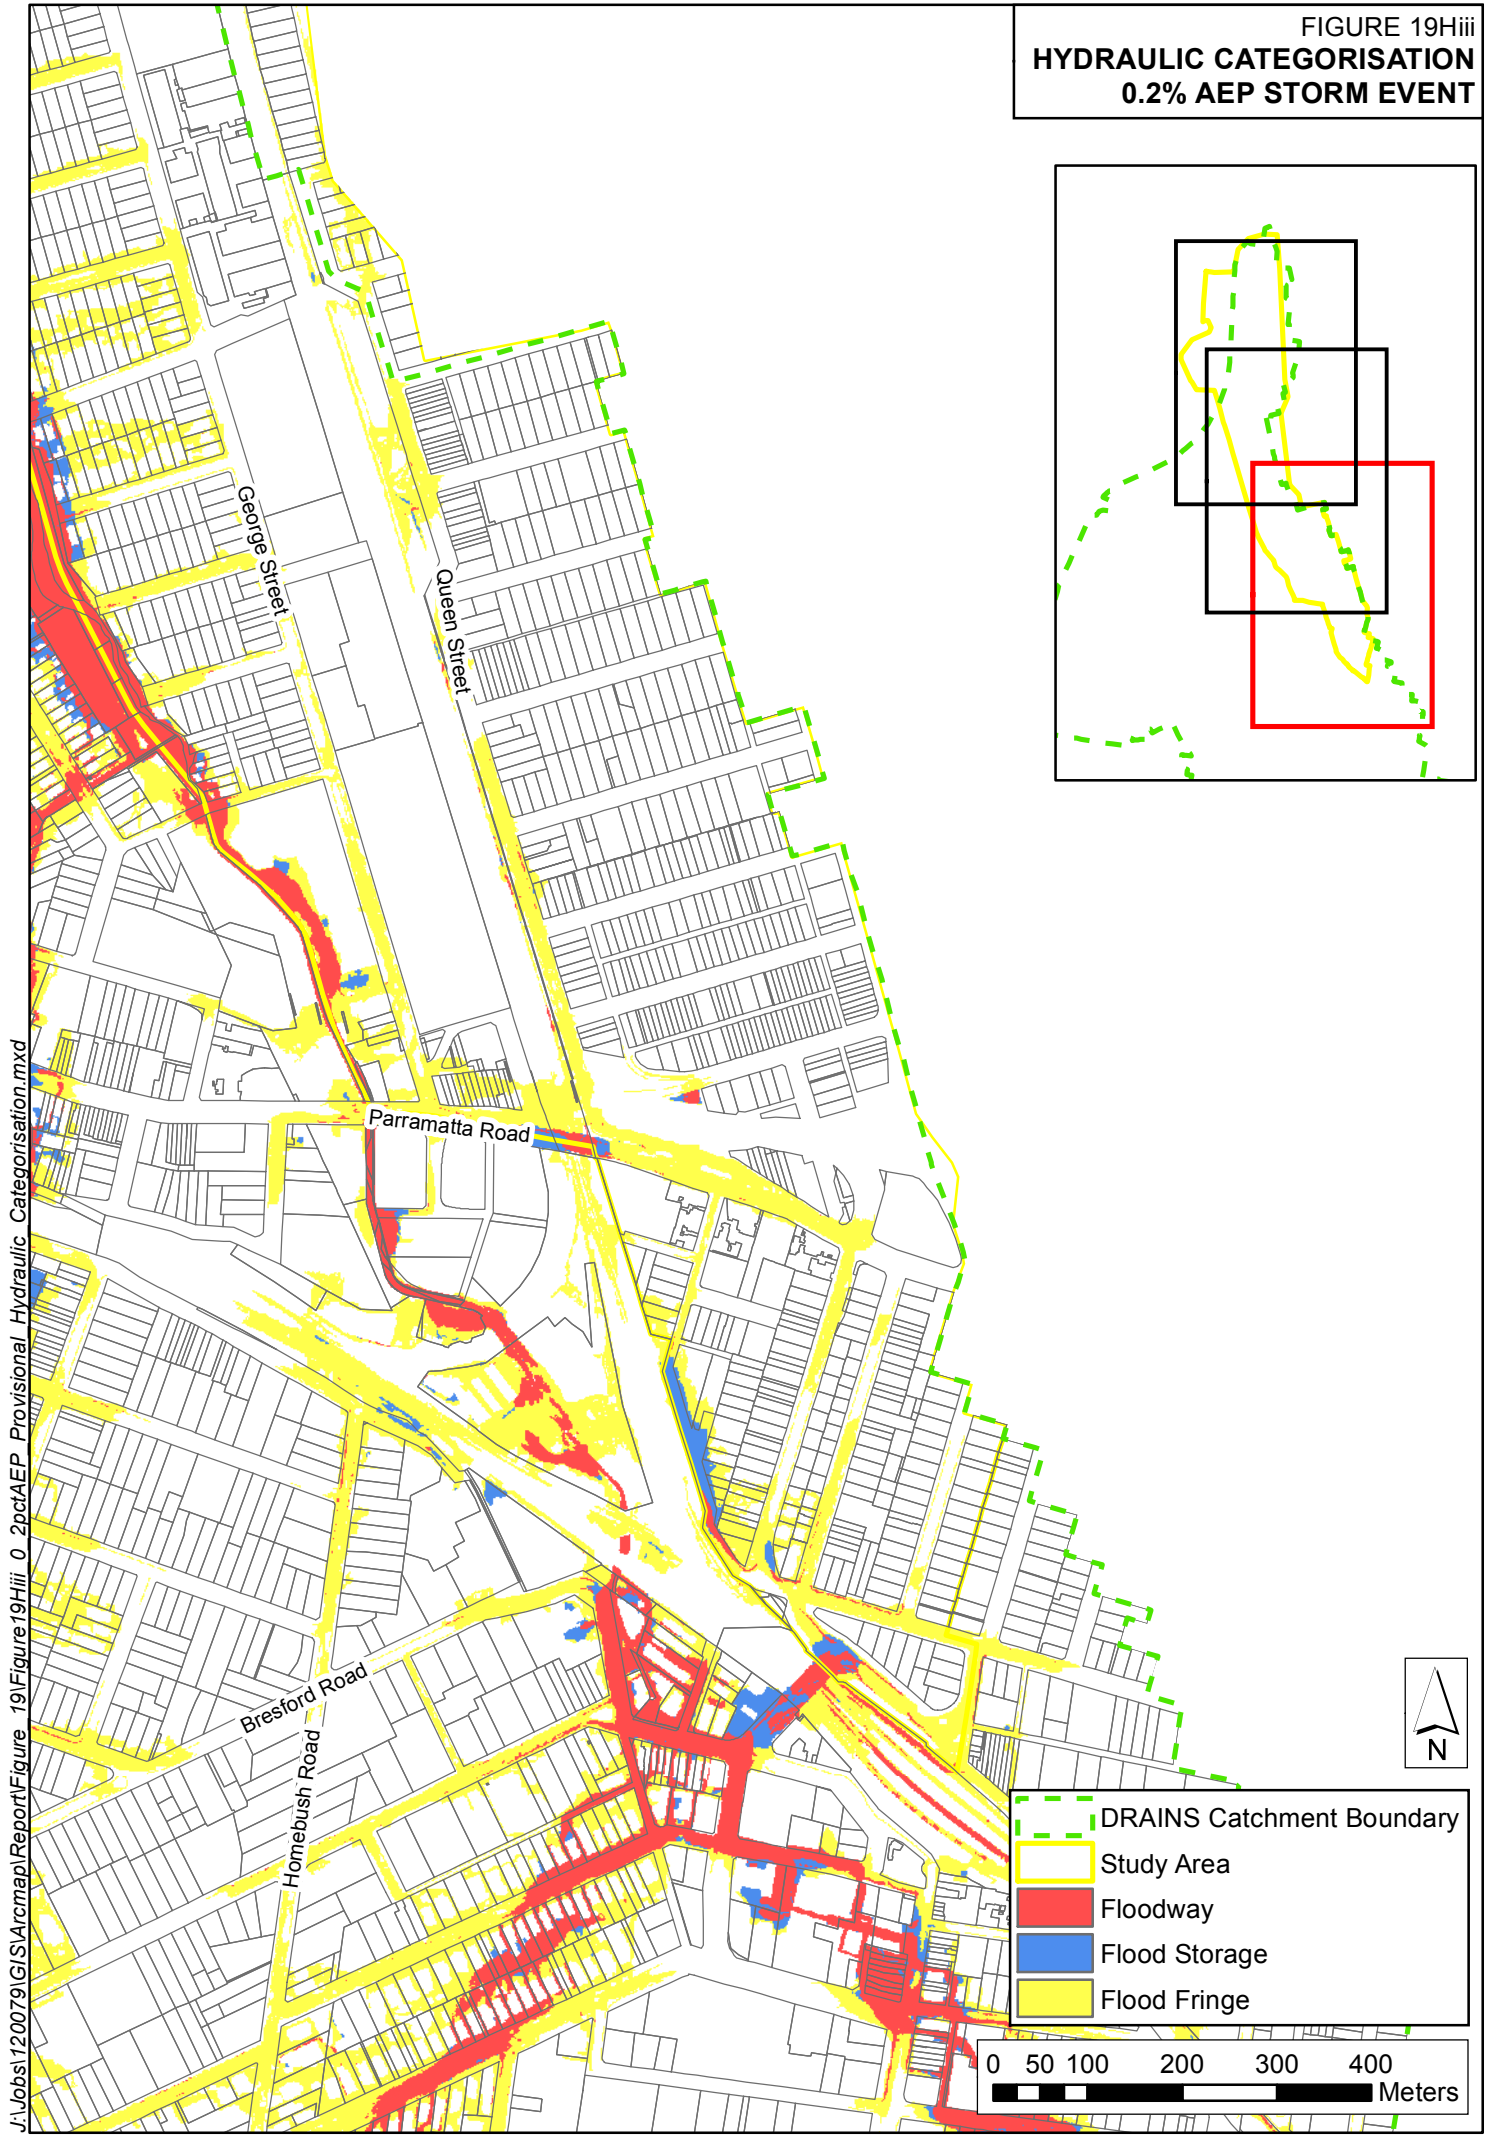 FIGURE 19Hiii
HYDRAULIC CATEGORISATION
0.2% AEP STORM EVENT
George Street
Queen Street
Parramatta Road
Bresford Road
Homebush Road
N
DRAINS Catchment Boundary
Study Area
Floodway
Flood Storage
Flood Fringe
0 50 100 200 300 400
Meters
J:\Jobs\120079\GIS\Arcmap\Report\Figure_19\Figure19Hiii_0_2pctAEP_Provisional_Hydraulic_Categorisation.mxd